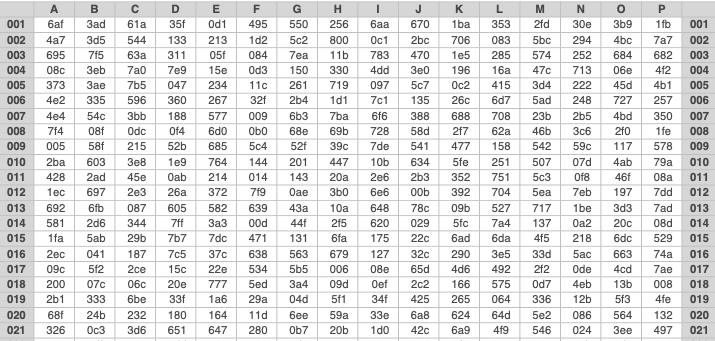 A B C D E F G H I J K L M N O P
001 6af 3ad 61a 35f 0d1 495 550 256 6aa 670 1ba 353 2fd 30e 3b9 1fb 001
002 4a7 3d5 544 133 213 1d2 5c2 800 0c1 2bc 706 083 5bc 294 4bc 7a7 002
003 695 7f5 63a 311 05f 084 7ea 11b 783 470 1e5 285 574 252 684 682 003
004 08c 3eb 7a0 7e9 15e 0d3 150 330 4dd 3e0 196 16a 47c 713 06e 4f2 004
005 373 3ae 7b5 047 234 11c 261 719 097 5c7 0c2 415 3d4 222 45d 4b1 005
006 4e2 335 596 360 267 32f 2b4 1d1 7c1 135 26c 6d7 5ad 248 727 257 006
007 4e4 54c 3bb 188 577 009 6b3 7ba 6f6 388 688 708 23b 2b5 4bd 350 007
008 7f4 08f 0dc 0f4 6d0 0b0 68e 69b 728 58d 2f7 62a 46b 3c6 2f0 1fe 008
009 005 58f 215 52b 685 5c4 52f 39c 7de 541 477 158 542 59c 117 578 009
010 2ba 603 3e8 1e9 764 144 201 447 10b 634 5fe 251 507 07d 4ab 79a 010
011 428 2ad 45e 0ab 214 014 143 20a 2e6 2b3 352 751 5c3 0f8 46f 08a 011
012 1ec 697 2e3 26a 372 7f9 0ae 3b0 6e6 00b 392 704 5ea 7eb 197 7dd 012
013 692 6fb 087 605 582 639 43a 10a 648 78c 09b 527 717 1be 3d3 7ad 013
014 581 2d6 344 7ff 3a3 00d 44f 2f5 620 029 5fc 7a4 137 0a2 20c 08d 014
015 1fa 5ab 29b 7b7 7dc 471 131 6fa 175 22c 6ad 6da 4f5 218 6dc 529 015
016 2ec 041 187 7c5 37c 638 563 679 127 32c 290 3e5 33d 5ac 663 74a 016
017 09c 5f2 2ce 15c 22e 534 5b5 006 08e 65d 4d6 492 2f2 0de 4cd 7ae 017
018 200 07c 06c 20e 777 5ed 3a4 09d 0ef 2c2 166 575 0d7 4eb 13b 008 018
019 2b1 333 6be 33f 1a6 29a 04d 5f1 34f 425 265 064 336 12b 5f3 4fe 019
020 68f 24b 232 180 164 11d 6ee 59a 33e 6a8 624 64d 5e2 086 564 132 020
021 326 0c3 3d6 651 647 280 0b7 20b 1d0 42c 6a9 4f9 546 024 3ee 497 021